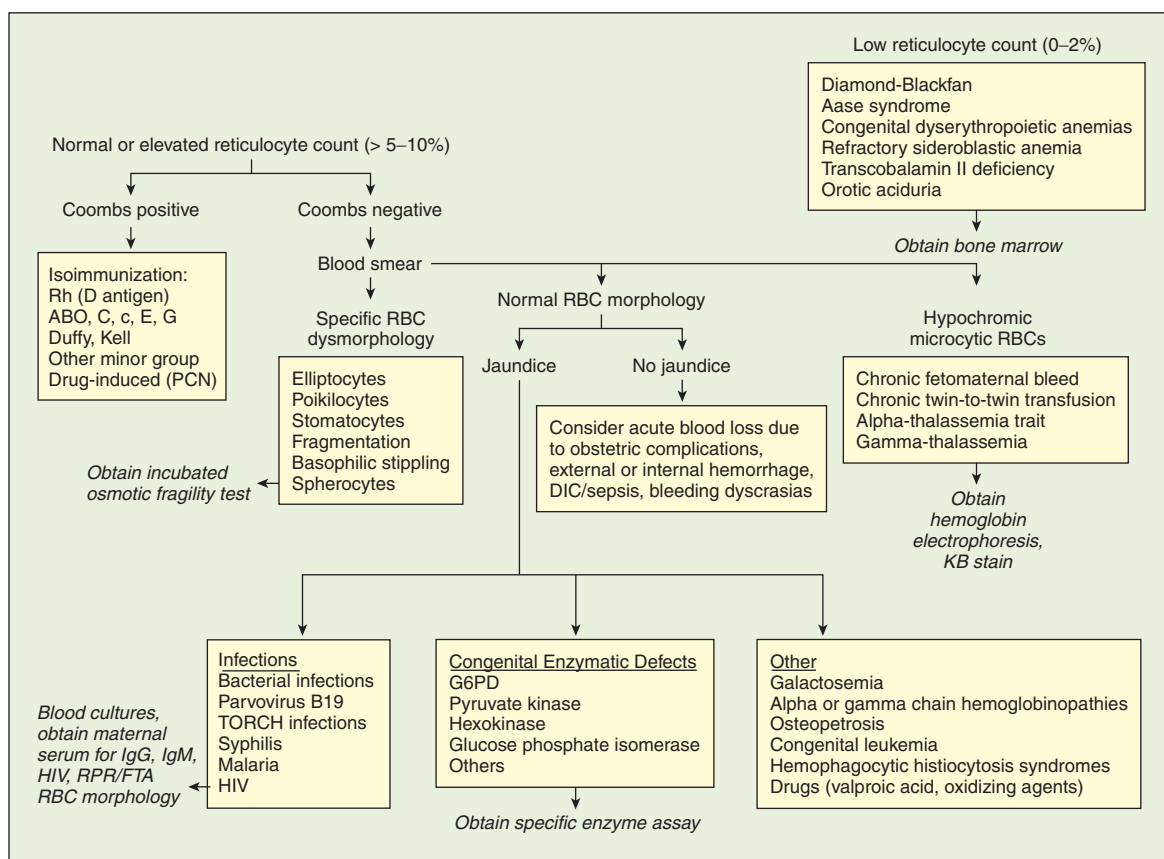 Low reticulocyte count (0–2%)
Diamond-Blackfan
Aase syndrome
Congenital dyserythropoietic anemias
Refractory sideroblastic anemia
Transcobalamin II deficiency
Orotic aciduria
Obtain bone marrow
Normal or elevated reticulocyte count (> 5–10%)
Coombs positive
Coombs negative
Isoimmunization:
Rh (D antigen)
ABO, C, c, E, G
Duffy, Kell
Other minor group
Drug-induced (PCN)
Blood smear
Specific RBC
dysmorphology
Elliptocytes
Poikilocytes
Stomatocytes
Fragmentation
Basophilic stippling
Spherocytes
Obtain incubated
osmotic fragility test
Normal RBC morphology
Jaundice
No jaundice
Consider acute blood loss due
to obstetric complications,
external or internal hemorrhage,
DIC/sepsis, bleeding dyscrasias
Hypochromic
microcytic RBCs
Chronic fetomaternal bleed
Chronic twin-to-twin transfusion
Alpha-thalassemia trait
Gamma-thalassemia
Obtain
hemoglobin
electrophoresis,
KB stain
Infections
Bacterial infections
Parvovirus B19
TORCH infections
Syphilis
Malaria
HIV
Blood cultures,
obtain maternal
serum for IgG, IgM,
HIV, RPR/FTA
RBC morphology
Congenital Enzymatic Defects
G6PD
Pyruvate kinase
Hexokinase
Glucose phosphate isomerase
Others
Obtain specific enzyme assay
Other
Galactosemia
Alpha or gamma chain hemoglobinopathies
Osteopetrosis
Congenital leukemia
Hemophagocytic histiocytosis syndromes
Drugs (valproic acid, oxidizing agents)